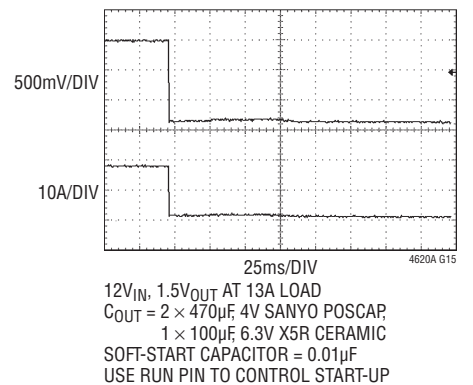 500mV/DIV
10A/DIV
25ms/DIV
4620A G15
12VIN, 1.5VOUT AT 13A LOAD
COUT = 2 × 470µF, 4V SANYO POSCAP,
1 × 100µF, 6.3V X5R CERAMIC
SOFT-START CAPACITOR = 0.01µF
USE RUN PIN TO CONTROL START-UP